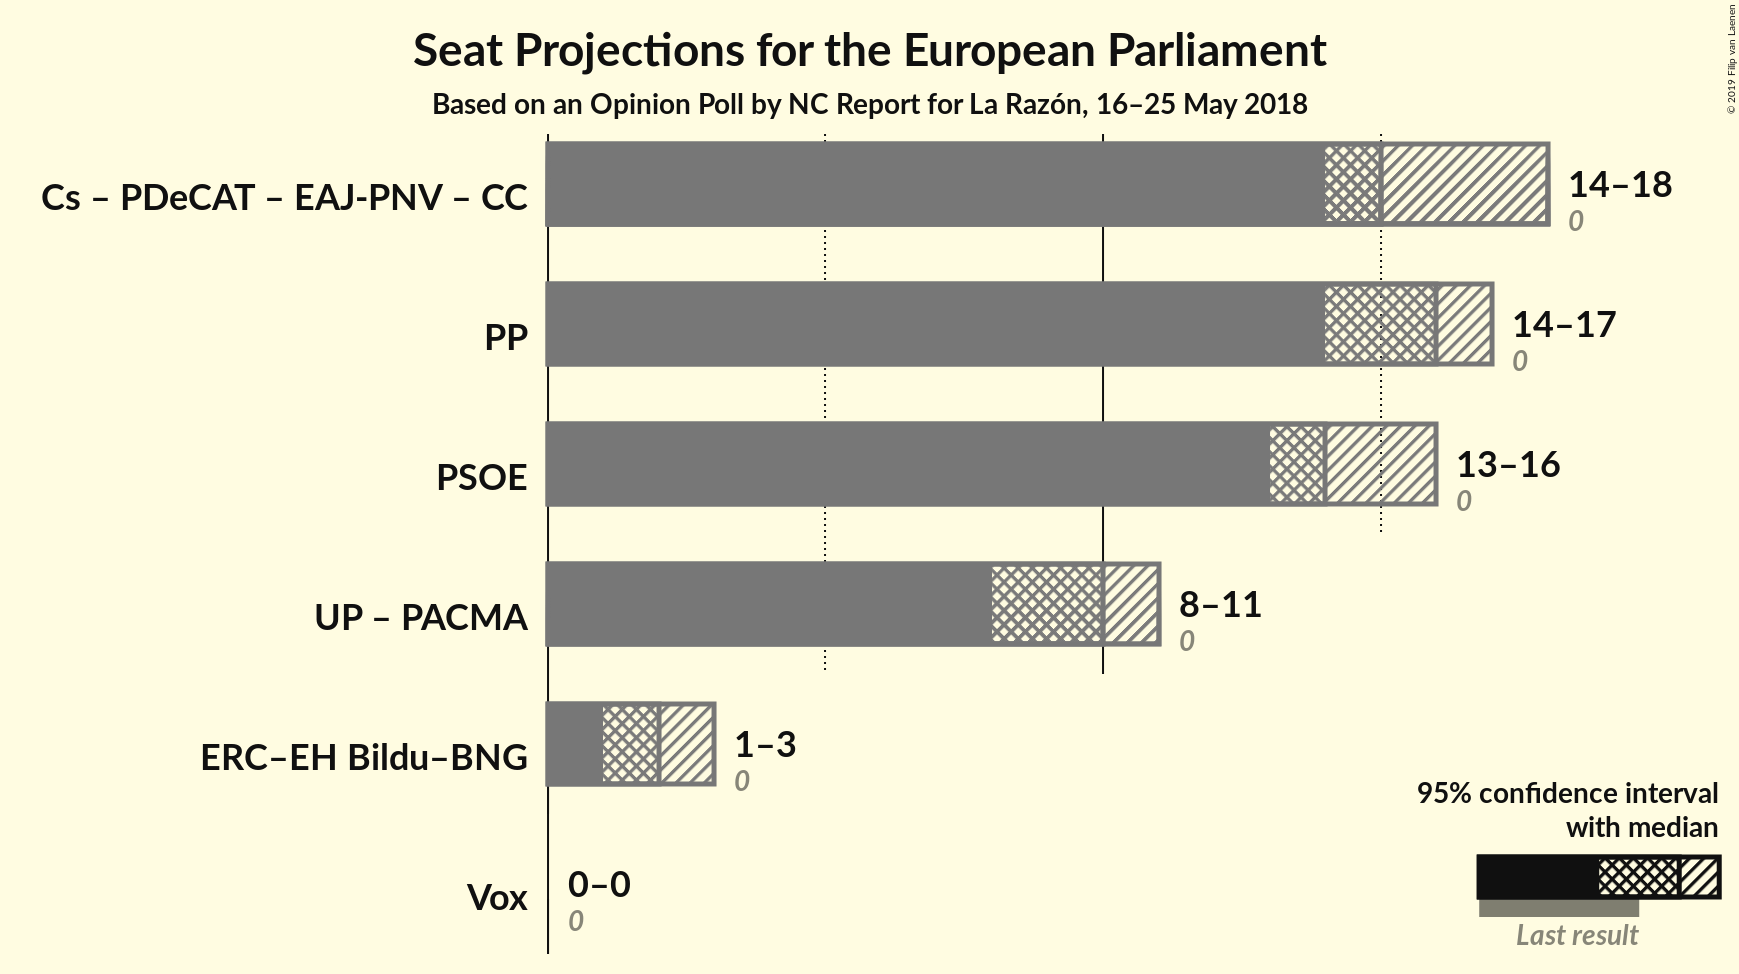 Seat Projections for the European Parliament
Based on an Opinion Poll by NC Report for La Razón, 16–25 May 2018
© 2019 Filip van Laenen
Cs – PDeCAT – EAJ-PNV – CC
14–18
0
PP
14–17
0
PSOE
13–16
0
UP – PACMA
8–11
0
ERC–EH Bildu–BNG
1–3
0
Vox
0–0
0
95% confidence interval
with median
Last result